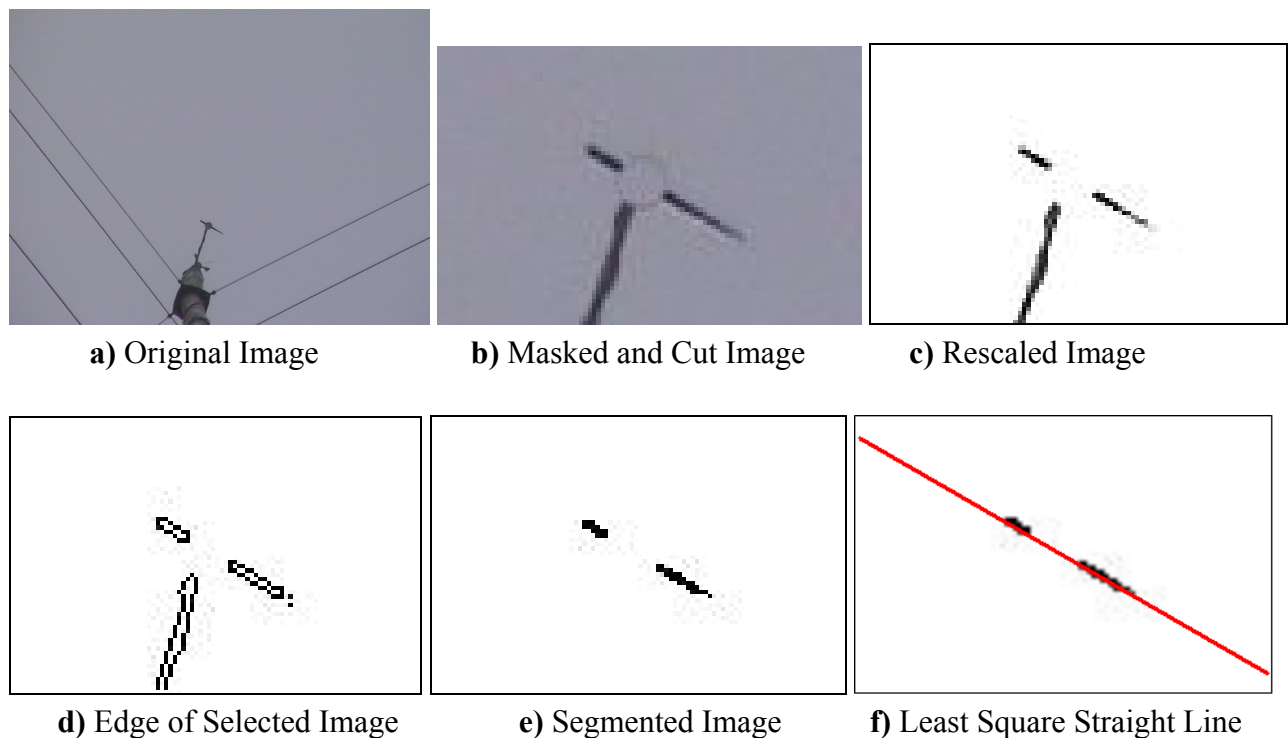 a) Original Image
b) Masked and Cut Image
c) Rescaled Image
d) Edge of Selected Image
e) Segmented Image
f) Least Square Straight Line